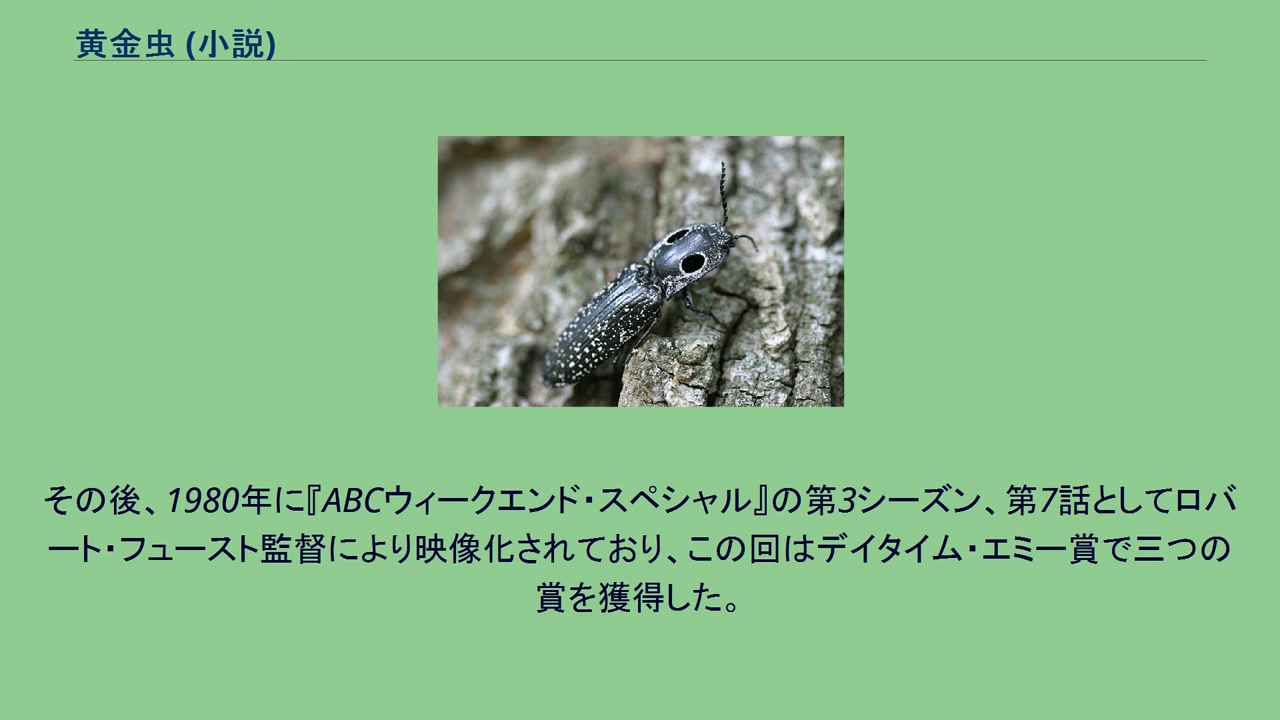 黄金虫 (小説)
その後、1980年に『ABCウィークエンド・スペシャル』の第3シーズン、第7話としてロバ
ート・フュースト監督により映像化されており、この回はデイタイム・エミー賞で三つの
賞を獲得した。